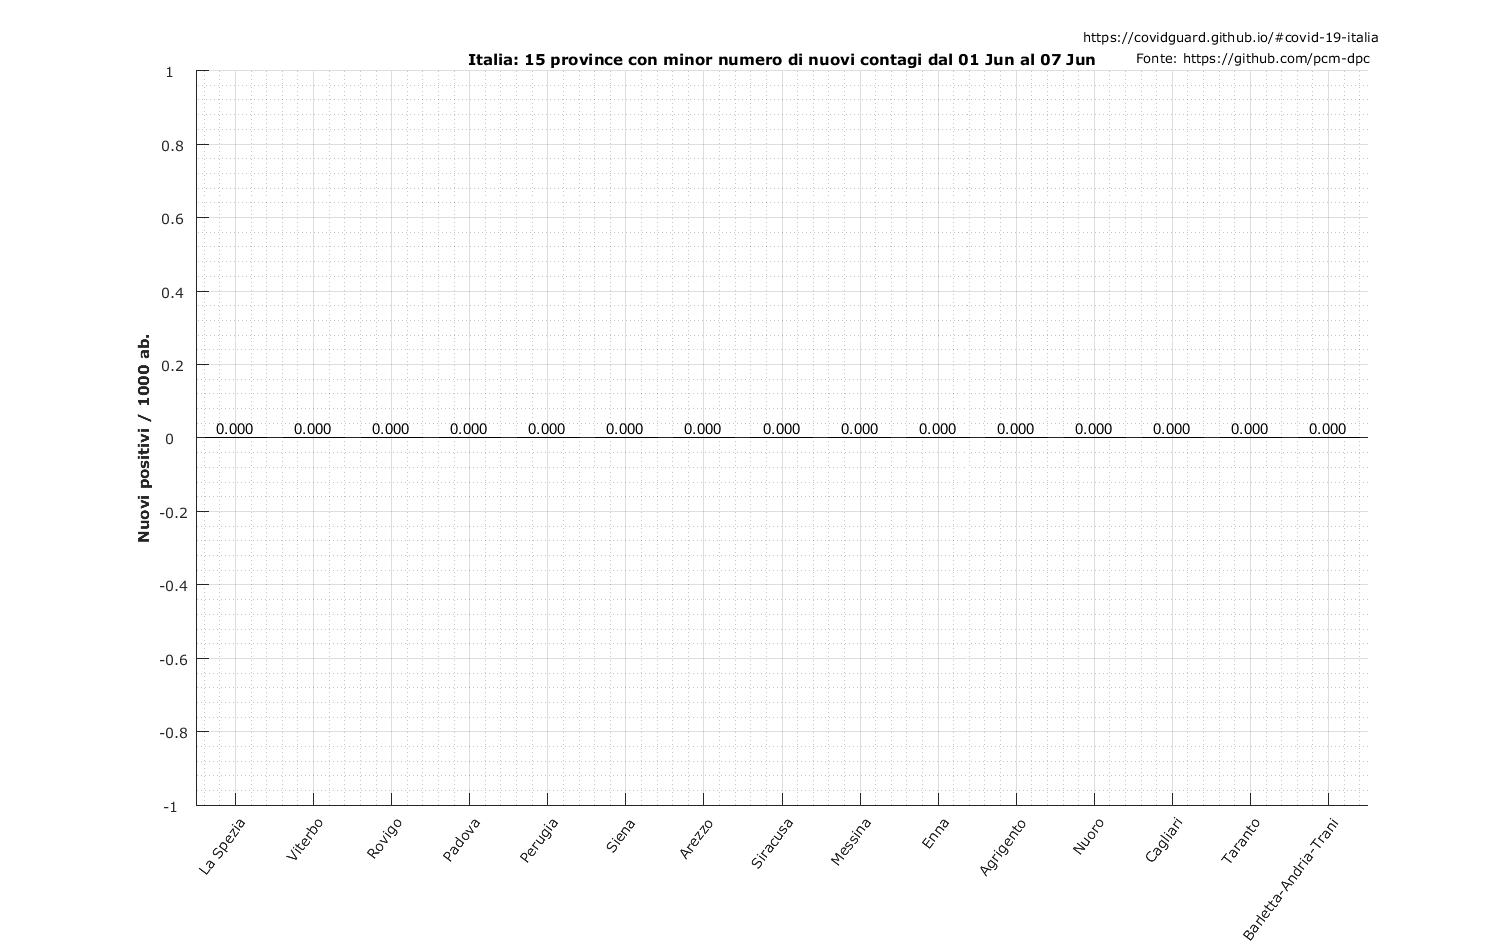 https://covidguard.github.io/#covid-19-italia
Italia: 15 province con minor numero di nuovi contagi dal 01 Jun al 07 Jun
Fonte: https://github.com/pcm-dpc
Nuovi positivi / 1000 ab.
1
0.8
0.6
0.4
0.2
0
-0.2
-0.4
-0.6
-0.8
-1
0.000 0.000 0.000 0.000 0.000 0.000 0.000 0.000 0.000 0.000 0.000 0.000 0.000 0.000 0.000
La Spezia
Viterbo
Rovigo
Padova
Perugia
Siena
Arezzo
Siracusa
Messina
Enna
Agrigento
Nuoro
Cagliari
Taranto
Barletta-Andria-Trani